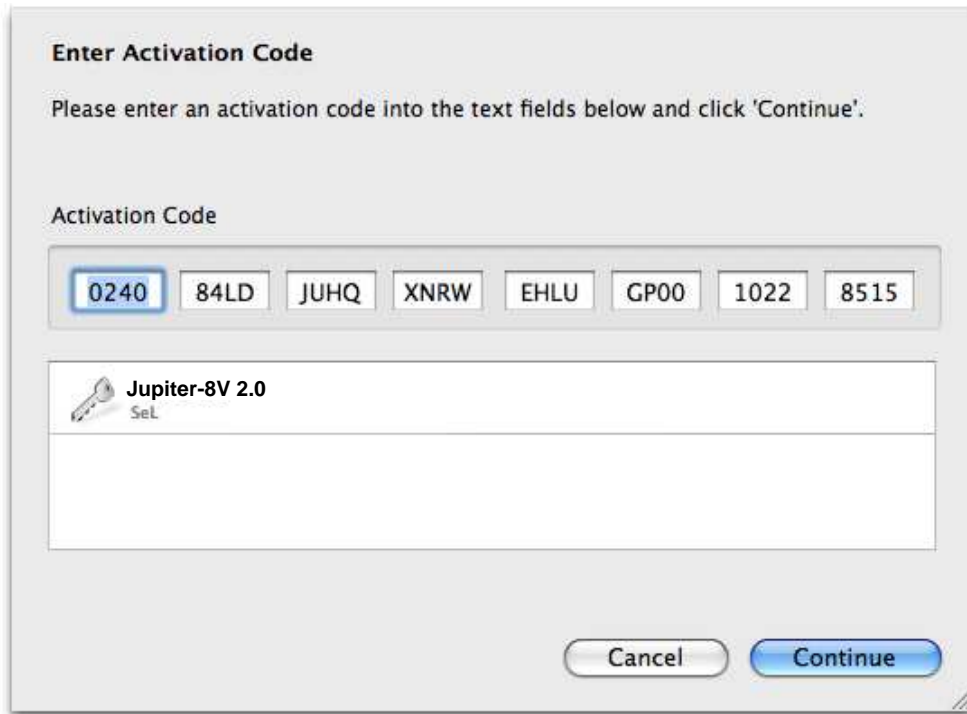 Enter Activation Code
Please enter an activation code into the text fields below and click 'Continue'.
Activation Code
0240 84LD JUHQ XNRW EHLU GP00 1022 8515
Jupiter-8V 2.0
SeL
Cancel Continue